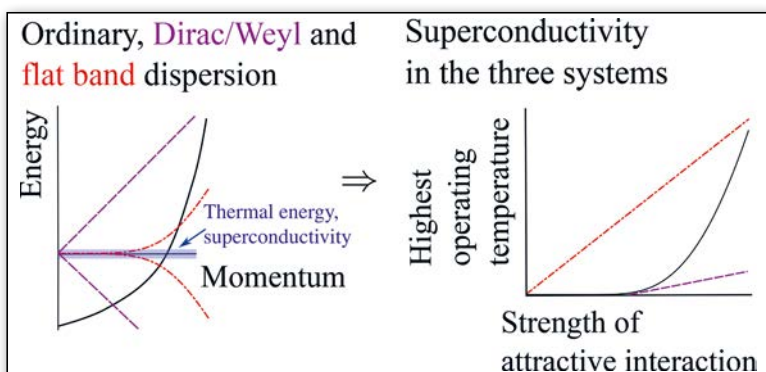 Ordinary, Dirac/Weyl and
flat band dispersion
Energy
Thermal energy,
superconductivity
Momentum
⇒
Superconductivity
in the three systems
Highest
operating
temperature
Strength of
attractive interaction